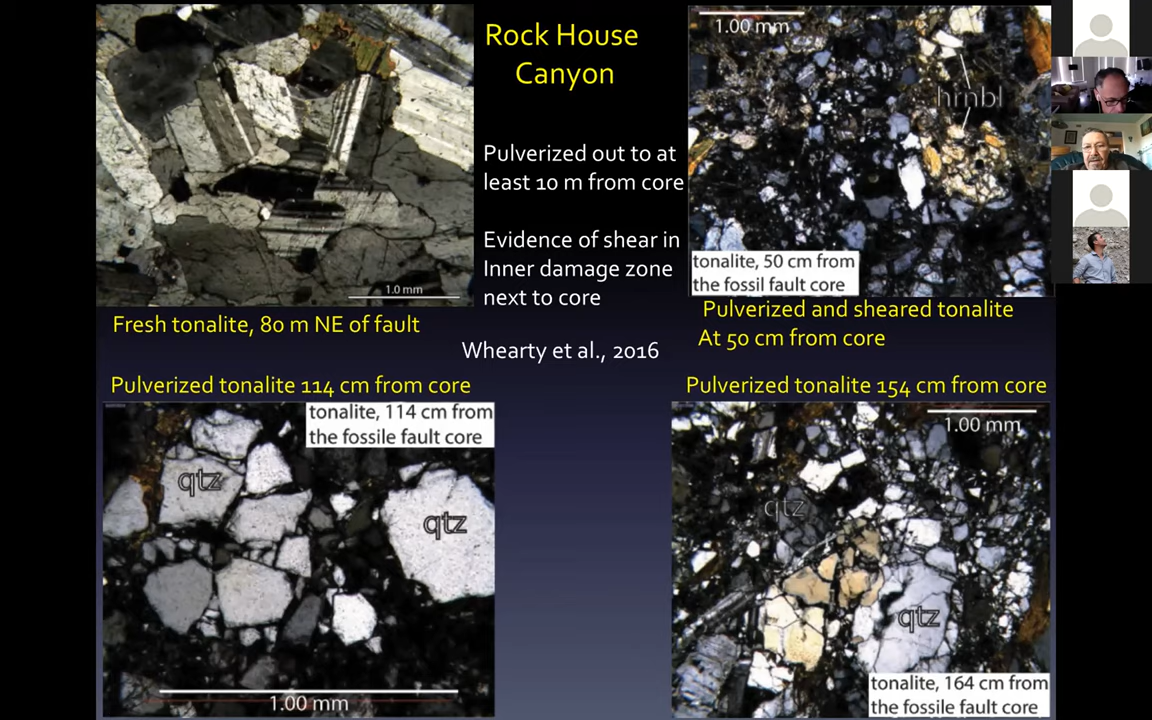 Rock House
Canyon
1.00 mm
hrnbl
Pulverized out to at
least 10 m from core
Evidence of shear in
Inner damage zone
next to core
1.0 mm
tonalite, 50 cm from
the fossil fault core
Fresh tonalite, 80 m NE of fault
Pulverized and sheared tonalite
At 50 cm from core
Whearty et al., 2016
Pulverized tonalite 114 cm from core
Pulverized tonalite 154 cm from core
tonalite, 114 cm from
the fossile fault core
qtz
qtz
1.00 mm
1.00 mm
qtz
qtz
tonalite, 164 cm from
the fossile fault core